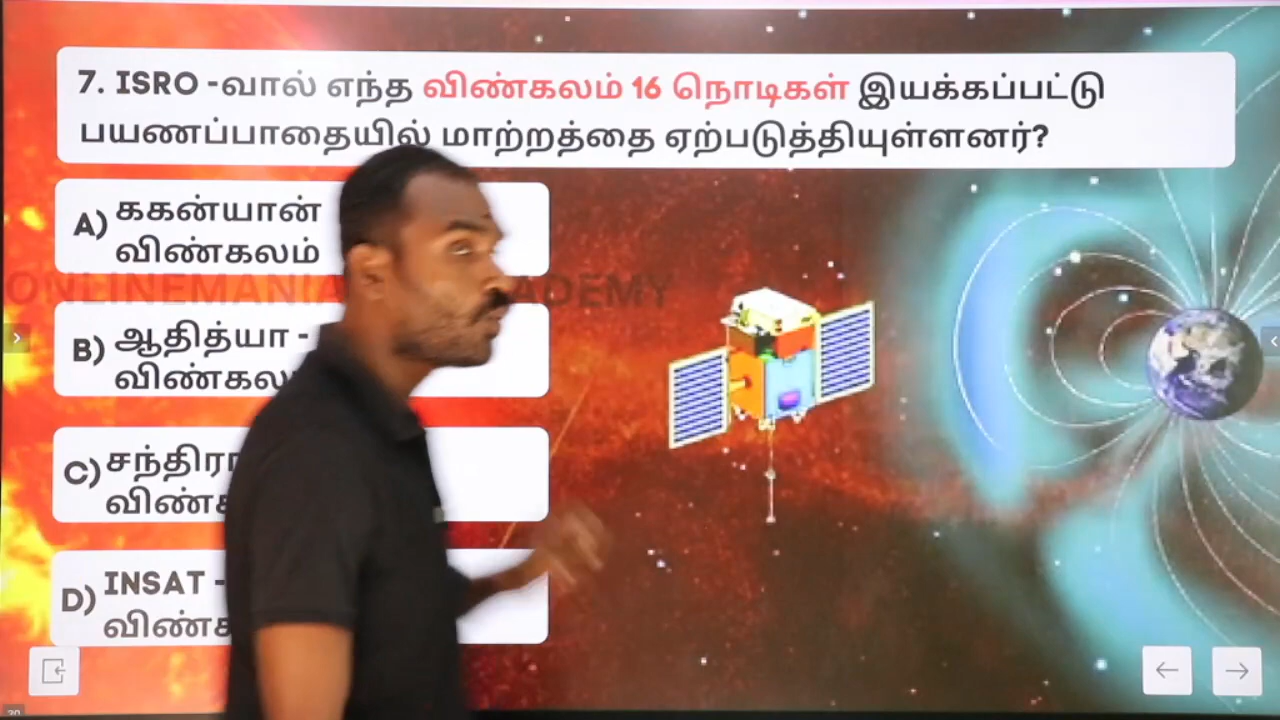 7. ISRO -வால் எந்த விண்கலம் 16 நொடிகள் இயக்கப்பட்டு
பயணப்பாதையில் மாற்றத்தை ஏற்படுத்தியுள்ளனர்?
A) ககன்யான்
விண்கலம்
ONLINEMANIA ADEMY
B) ஆதித்யா -
C)
D) INSAT -
20